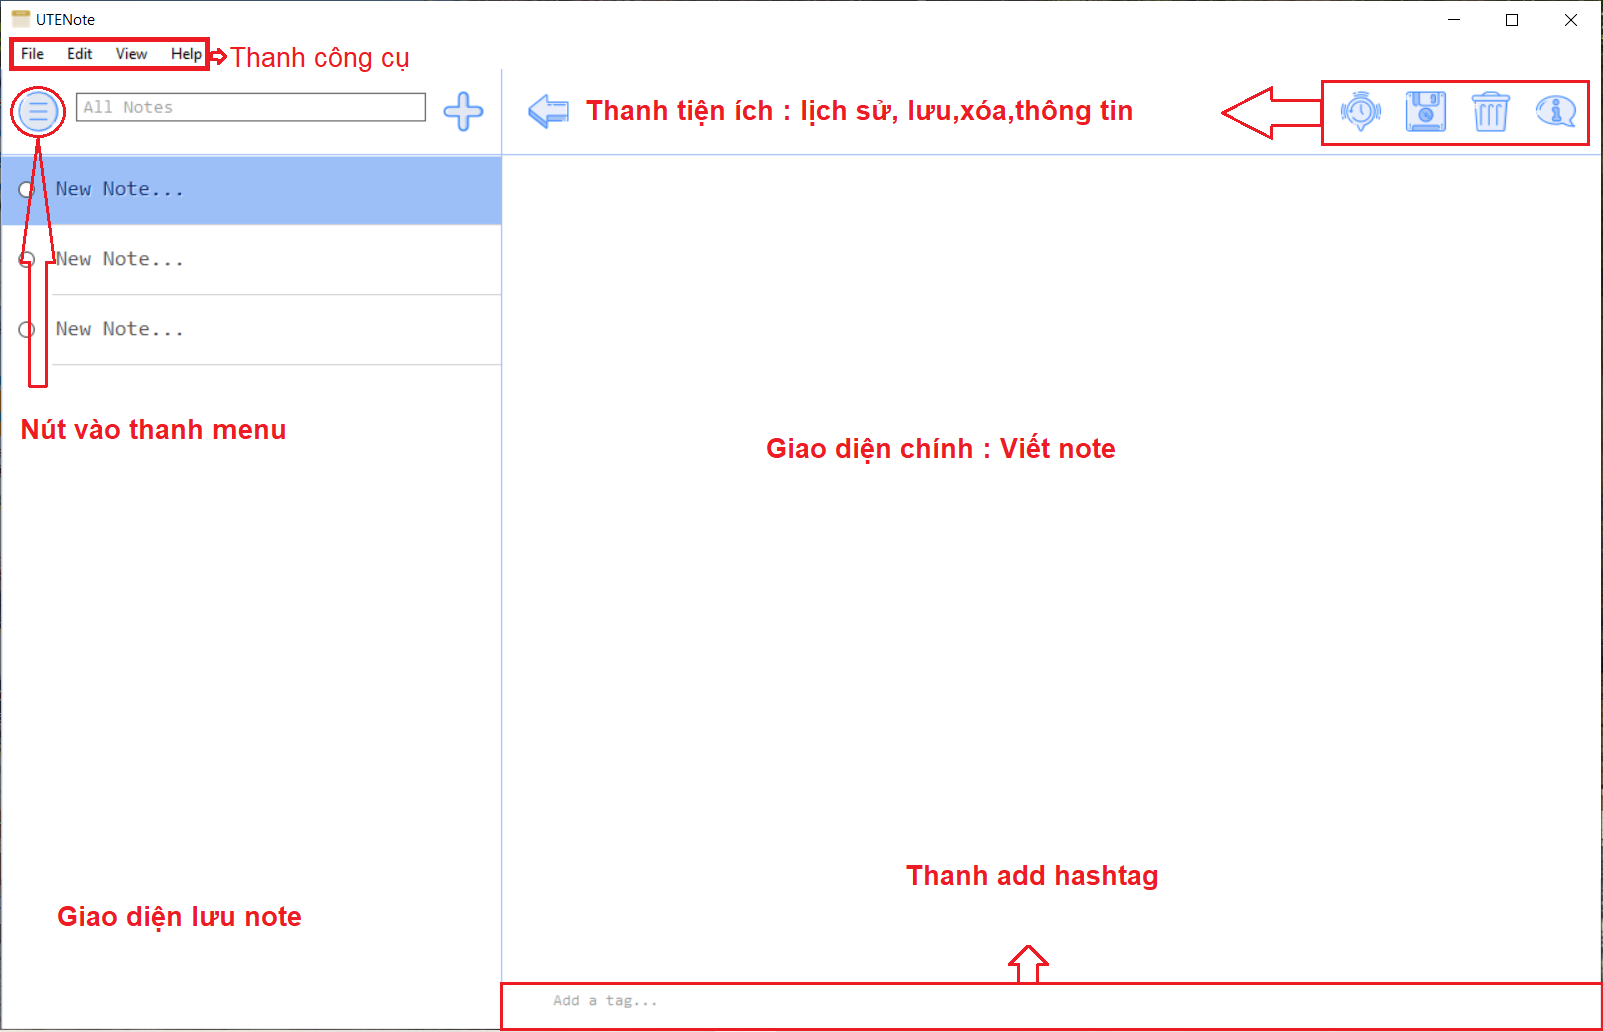 UTENote
File Edit View Help Thanh công cụ
All Notes
Thanh tiện ích : lịch sử, lưu,xóa,thông tin
New Note...
New Note...
New Note...
Nút vào thanh menu
Giao diện chính : Viết note
Thanh add hashtag
Giao diện lưu note
Add a tag...